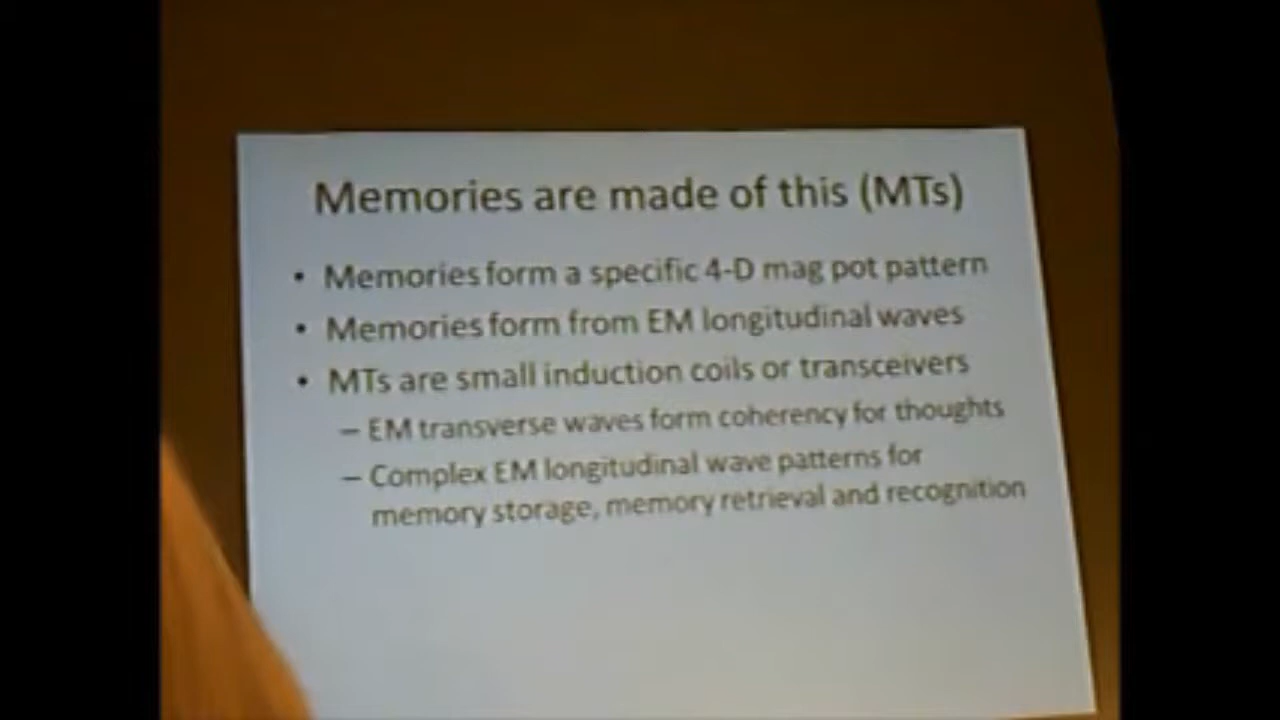 Memories are made of this (MTs)
• Memories form a specific 4-D mag pot pattern
• Memories form from EM longitudinal waves
• MTs are small induction coils or transceivers
– EM transverse waves form coherency for thoughts
– Complex EM longitudinal wave patterns for
memory storage, memory retrieval and recognition